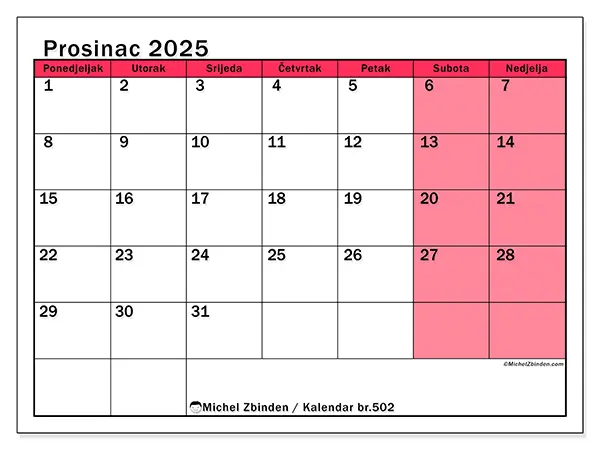 Prosinac 2025
Ponedjeljak Utorak Srijeda Četvrtak Petak Subota Nedjelja
1 2 3 4 5 6 7
8 9 10 11 12 13 14
15 16 17 18 19 20 21
22 23 24 25 26 27 28
29 30 31
©MichelZbinden.com
Michel Zbinden / Kalendar br.502